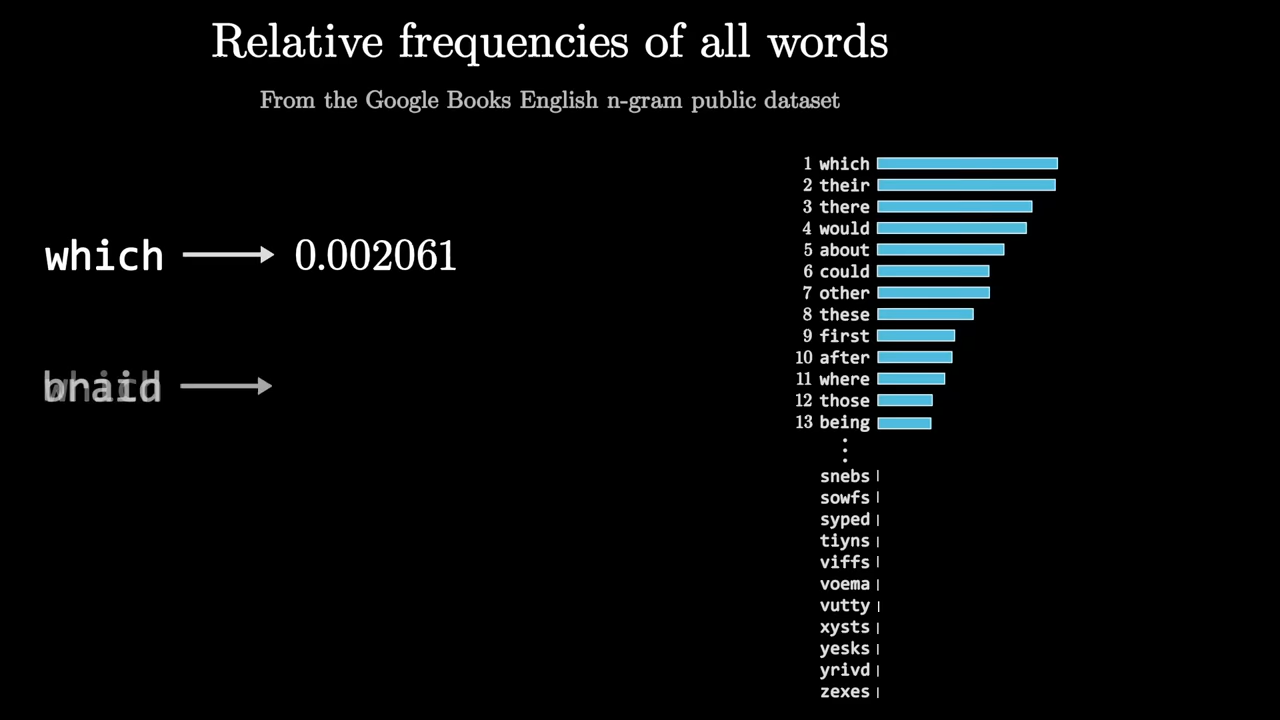 Relative frequencies of all words
From the Google Books English n-gram public dataset
which → 0.002061
1 which
2 their
3 there
4 would
5 about
6 could
7 other
8 these
9 first
10 after
11 where
12 those
13 being
snebs
sowfs
syped
tiyns
viffs
voema
vutty
xysts
yesks
yrivd
zexes